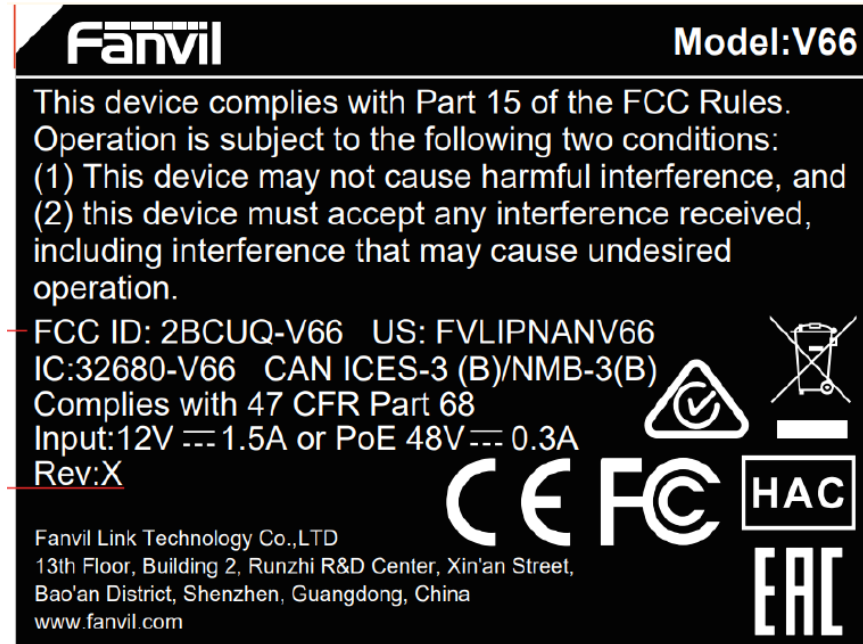 Fanvil
Model:V66
This device complies with Part 15 of the FCC Rules.
Operation is subject to the following two conditions:
(1) This device may not cause harmful interference, and
(2) this device must accept any interference received,
including interference that may cause undesired
operation.
FCC ID: 2BCUQ-V66 US: FVLIPNANV66
IC:32680-V66 CAN ICES-3 (B)/NMB-3(B)
Complies with 47 CFR Part 68
Input:12V ⎓ 1.5A or PoE 48V ⎓ 0.3A
Rev:X
CE FC HAC
Fanvil Link Technology Co.,LTD
13th Floor, Building 2, Runzhi R&D Center, Xin'an Street,
Bao'an District, Shenzhen, Guangdong, China
www.fanvil.com
EAC